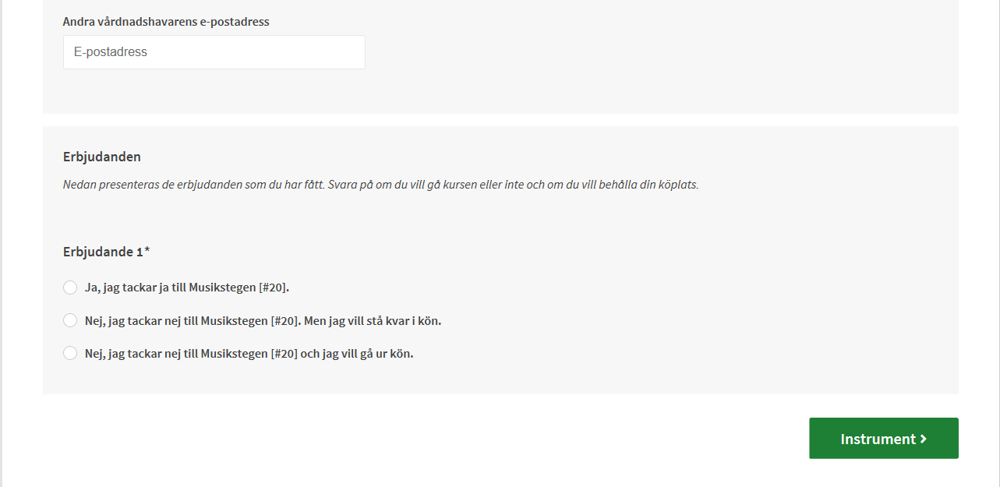 Andra vårdnadshavarens e-postadress
E-postadress
Erbjudanden
Nedan presenteras de erbjudanden som du har fått. Svara på om du vill gå kursen eller inte och om du vill behålla din köplats.
Erbjudande 1*
Ja, jag tackar ja till Musikstegen [#20].
Nej, jag tackar nej till Musikstegen [#20]. Men jag vill stå kvar i kön.
Nej, jag tackar nej till Musikstegen [#20] och jag vill gå ur kön.
Instrument >